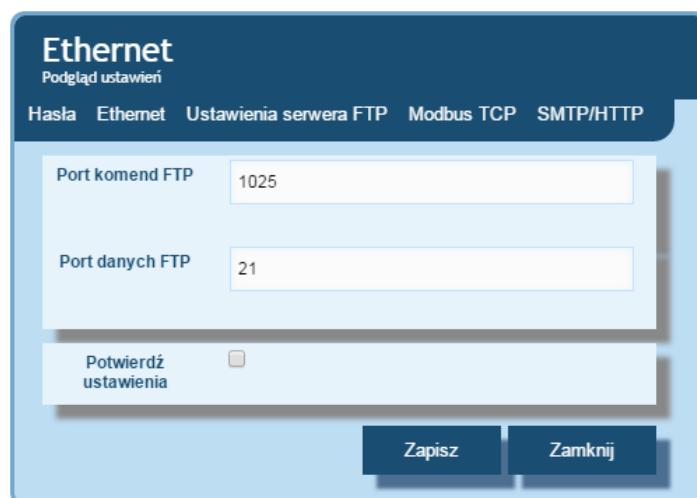 Ethernet
Podgląd ustawień
Hasła Ethernet Ustawienia serwera FTP Modbus TCP SMTP/HTTP
Port komend FTP 1025
Port danych FTP 21
Potwierdź
ustawienia
Zapisz Zamknij